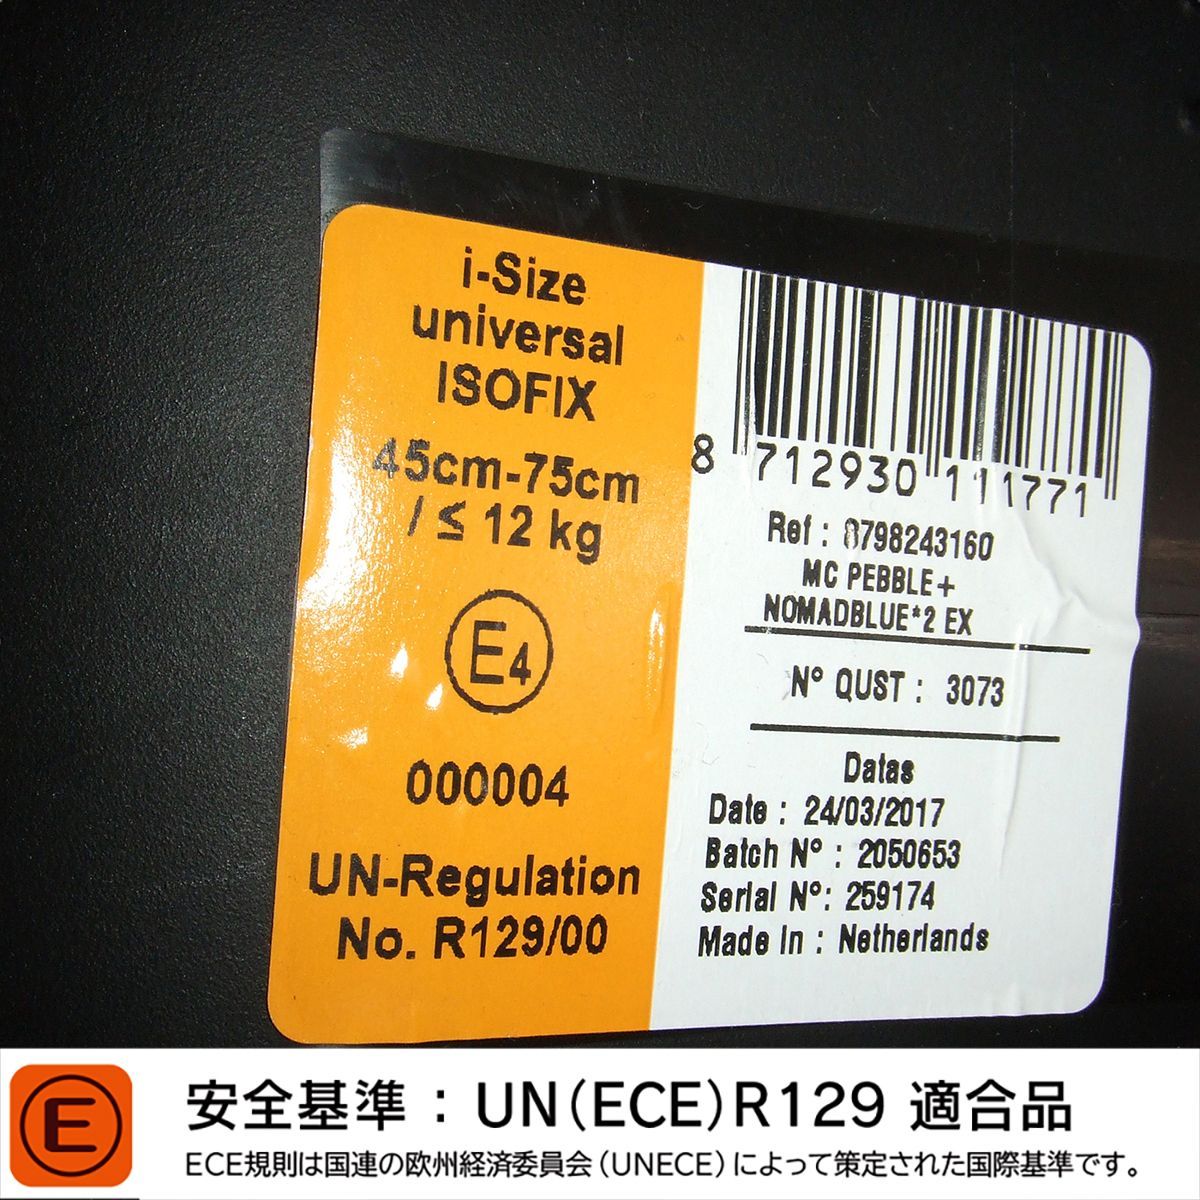 i-Size
universal
ISOFIX
45cm-75cm
/ ≤ 12 kg
E4
000004
UN-Regulation
No. R129/00
8 712930 111771
Ref : 8798243160
MC PEBBLE+
NOMADBLUE*2 EX
N° QUST : 3073
Datas
Date : 24/03/2017
Batch N° : 2050653
Serial N°: 259174
Made In : Netherlands
E
安全基準：UN(ECE)R129 適合品
ECE規則は国連の欧州経済委員会（UNECE）によって策定された国際基準です。